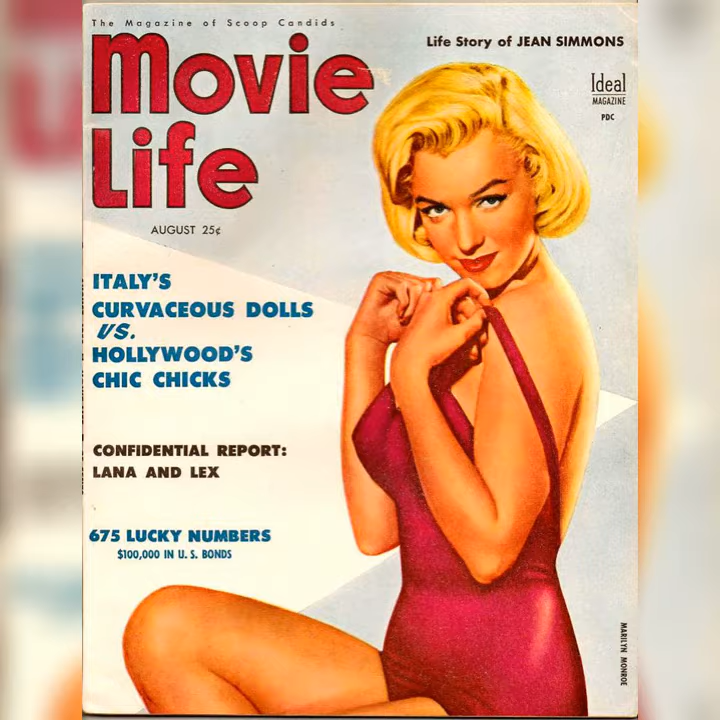 The Magazine of Scoop Candids
Movie
Life
Life Story of JEAN SIMMONS
Ideal
MAGAZINE
PDC
AUGUST 25¢
ITALY'S
CURVACEOUS DOLLS
VS.
HOLLYWOOD'S
CHIC CHICKS
CONFIDENTIAL REPORT:
LANA AND LEX
675 LUCKY NUMBERS
$100,000 IN U. S. BONDS
MARILYN MONROE